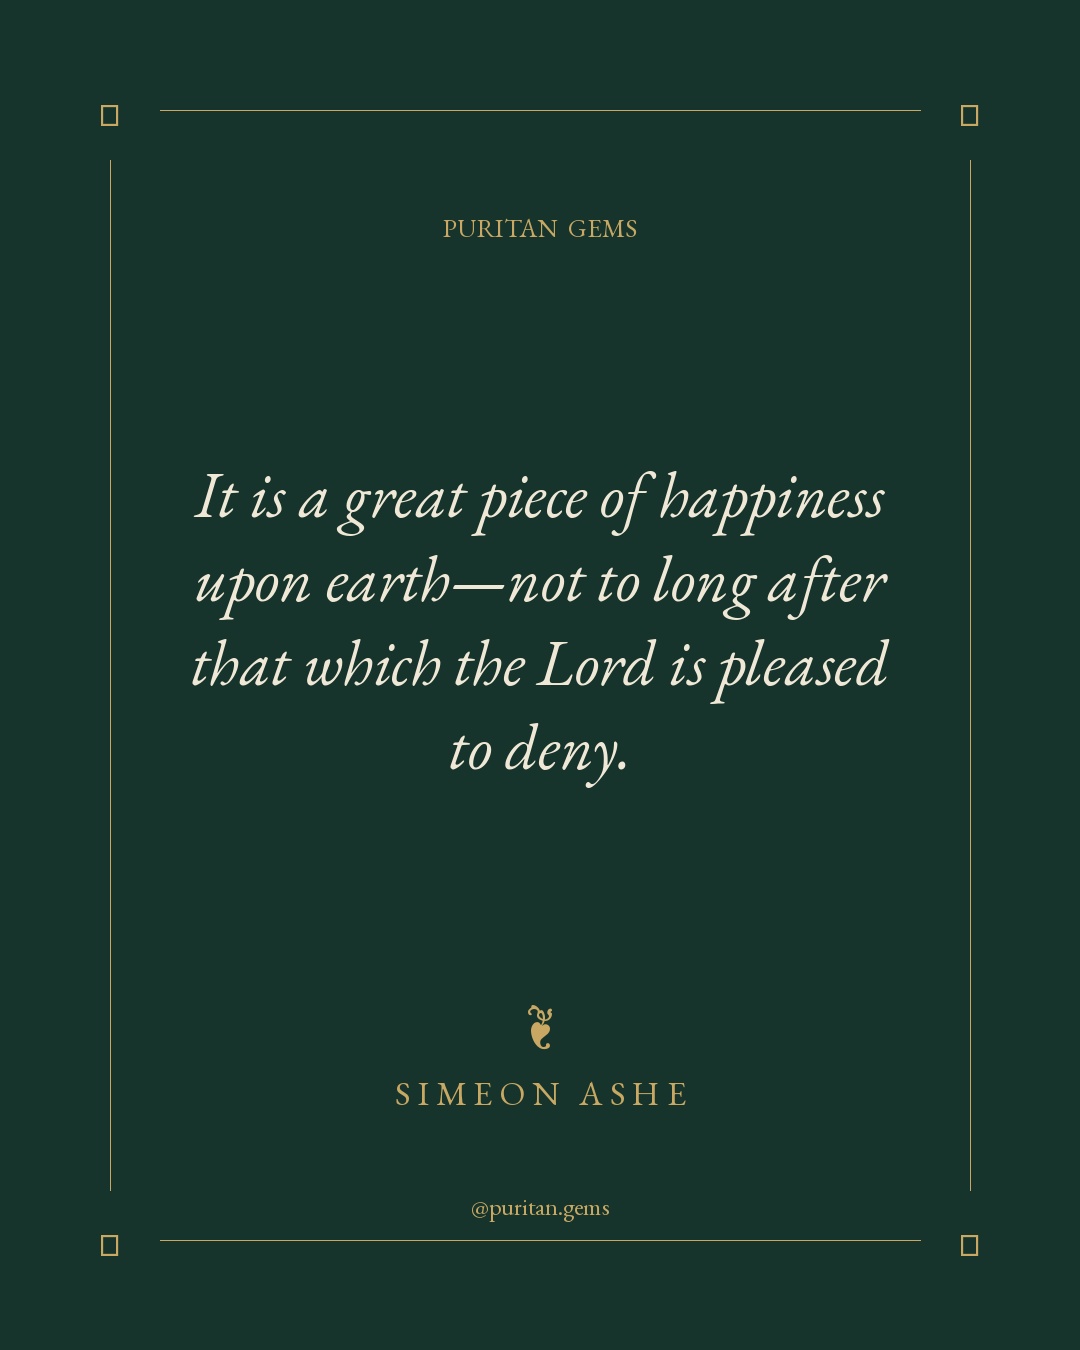 PURITAN GEMS
It is a great piece of happiness
upon earth—not to long after
that which the Lord is pleased
to deny.
SIMEON ASHE
@puritan.gems